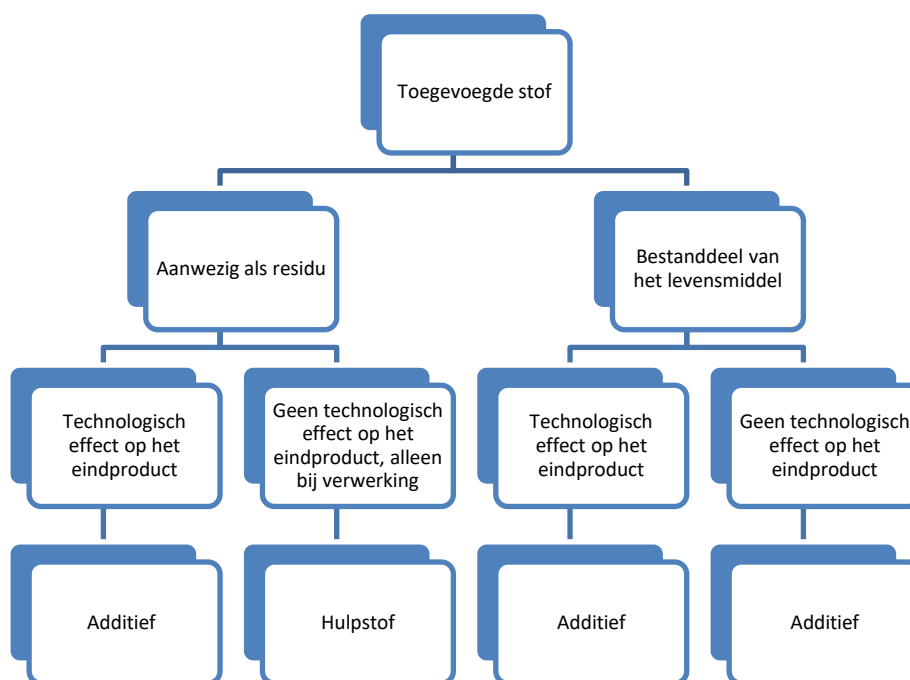 Toegevoegde stof
Aanwezig als residu
Bestanddeel van
het levensmiddel
Technologisch
effect op het
eindproduct
Geen technologisch
effect op het
eindproduct, alleen
bij verwerking
Technologisch
effect op het
eindproduct
Geen technologisch
effect op het
eindproduct
Additief
Hulpstof
Additief
Additief